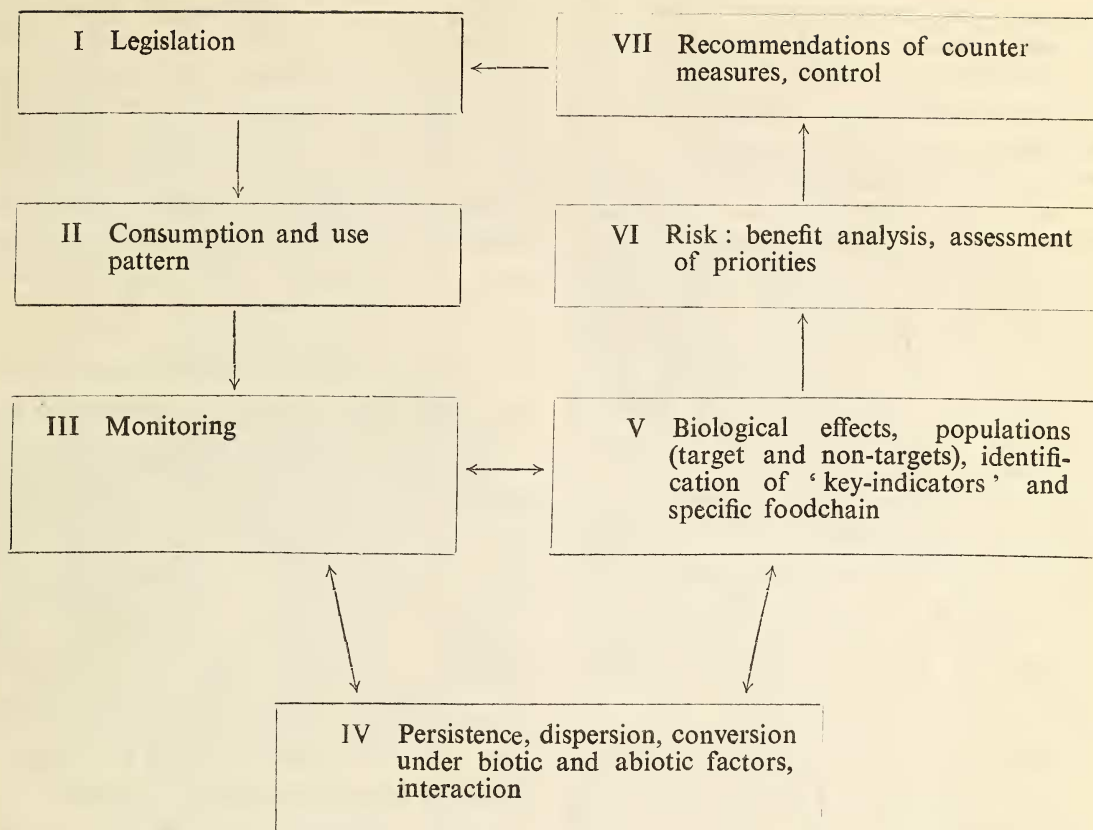 I Legislation
II Consumption and use
pattern
III Monitoring
IV Persistence, dispersion, conversion
under biotic and abiotic factors,
interaction
V Biological effects, populations
(target and non-targets), identifi-
cation of ‘ key-indicators ’ and
specific foodchain
VI Risk : benefit analysis, assessment
of priorities
VII Recommendations of counter
measures, control